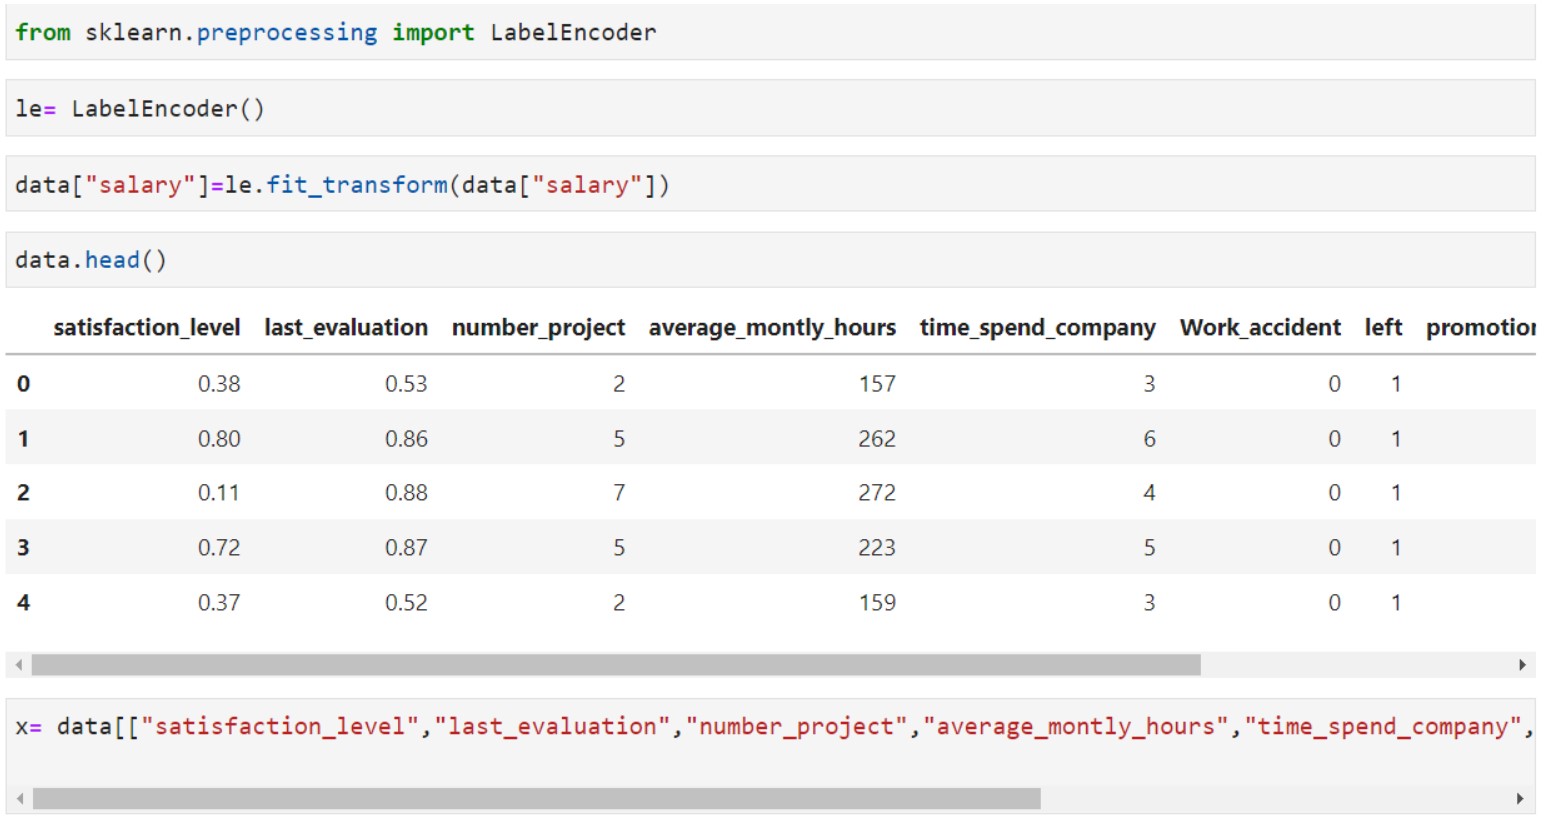 from sklearn.preprocessing import LabelEncoder
le= LabelEncoder()
data["salary"]=le.fit_transform(data["salary"])
data.head()
satisfaction_level last_evaluation number_project average_montly_hours time_spend_company Work_accident left promotion
0 0.38 0.53 2 157 3 0 1
1 0.80 0.86 5 262 6 0 1
2 0.11 0.88 7 272 4 0 1
3 0.72 0.87 5 223 5 0 1
4 0.37 0.52 2 159 3 0 1
x= data[["satisfaction_level","last_evaluation","number_project","average_montly_hours","time_spend_company",